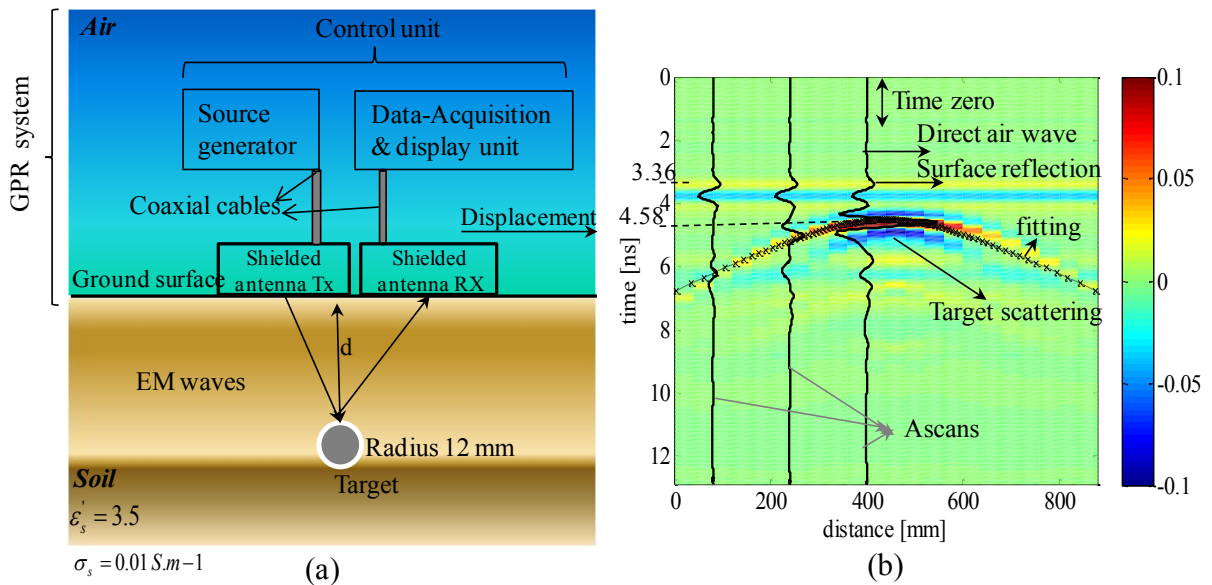 GPR system
Air
Control unit
Source
generator
Data-Acquisition
& display unit
Coaxial cables
Displacement
Shielded
antenna Tx
Shielded
antenna RX
Ground surface
d
EM waves
Radius 12 mm
Target
Soil
ε's = 3.5
σs = 0.01 S.m−1
(a)
0
2
3.36
4
4.58
6
8
10
12
time [ns]
Time zero
Direct air wave
Surface reflection
fitting
Target scattering
Ascans
0 200 400 600 800
distance [mm]
(b)
0.1
0.05
0
-0.05
-0.1